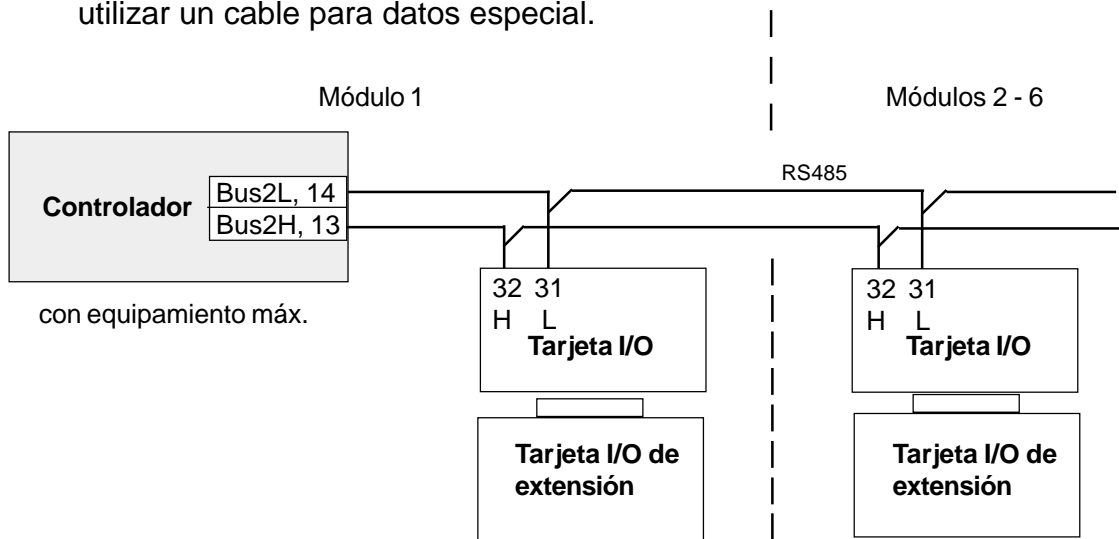 utilizar un cable para datos especial.
Módulo 1
Módulos 2 - 6
RS485
Controlador
Bus2L, 14
Bus2H, 13
con equipamiento máx.
32 31
H L
Tarjeta I/O
32 31
H L
Tarjeta I/O
Tarjeta I/O de
extensión
Tarjeta I/O de
extensión